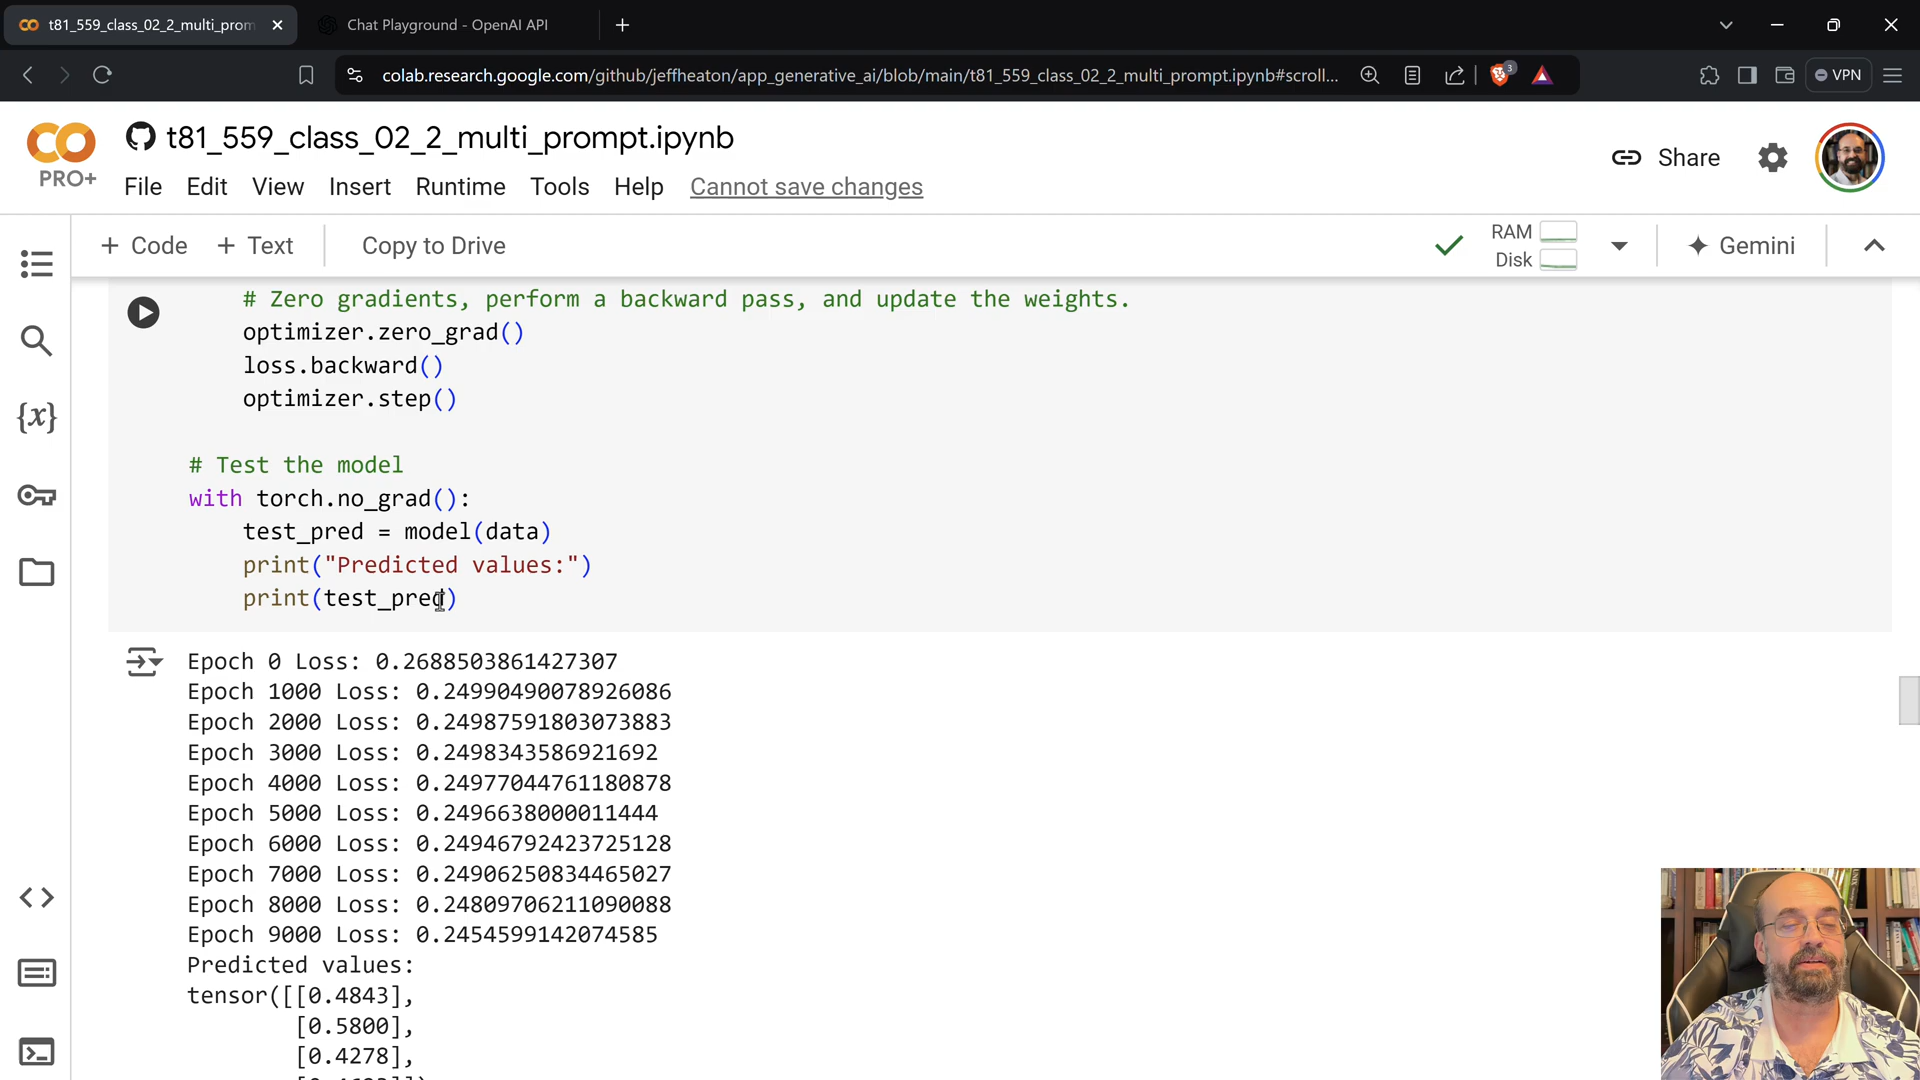 t81_559_class_02_2_multi_prom
Chat Playground - OpenAI API
colab.research.google.com/github/jeffheaton/app_generative_ai/blob/main/t81_559_class_02_2_multi_prompt.ipynb#scroll...
3
VPN
CO
PRO+
t81_559_class_02_2_multi_prompt.ipynb
Share
File Edit View Insert Runtime Tools Help Cannot save changes
+ Code + Text Copy to Drive
RAM
Disk
Gemini
# Zero gradients, perform a backward pass, and update the weights.
optimizer.zero_grad()
loss.backward()
optimizer.step()
# Test the model
with torch.no_grad():
test_pred = model(data)
print("Predicted values:")
print(test_pred)
{x}
Epoch 0 Loss: 0.2688503861427307
Epoch 1000 Loss: 0.24990490078926086
Epoch 2000 Loss: 0.24987591803073883
Epoch 3000 Loss: 0.2498343586921692
Epoch 4000 Loss: 0.24977044761180878
Epoch 5000 Loss: 0.2496638000011444
Epoch 6000 Loss: 0.24946792423725128
Epoch 7000 Loss: 0.24906250834465027
Epoch 8000 Loss: 0.24809706211090088
Epoch 9000 Loss: 0.2454599142074585
Predicted values:
tensor([[0.4843],
[0.5800],
[0.4278],